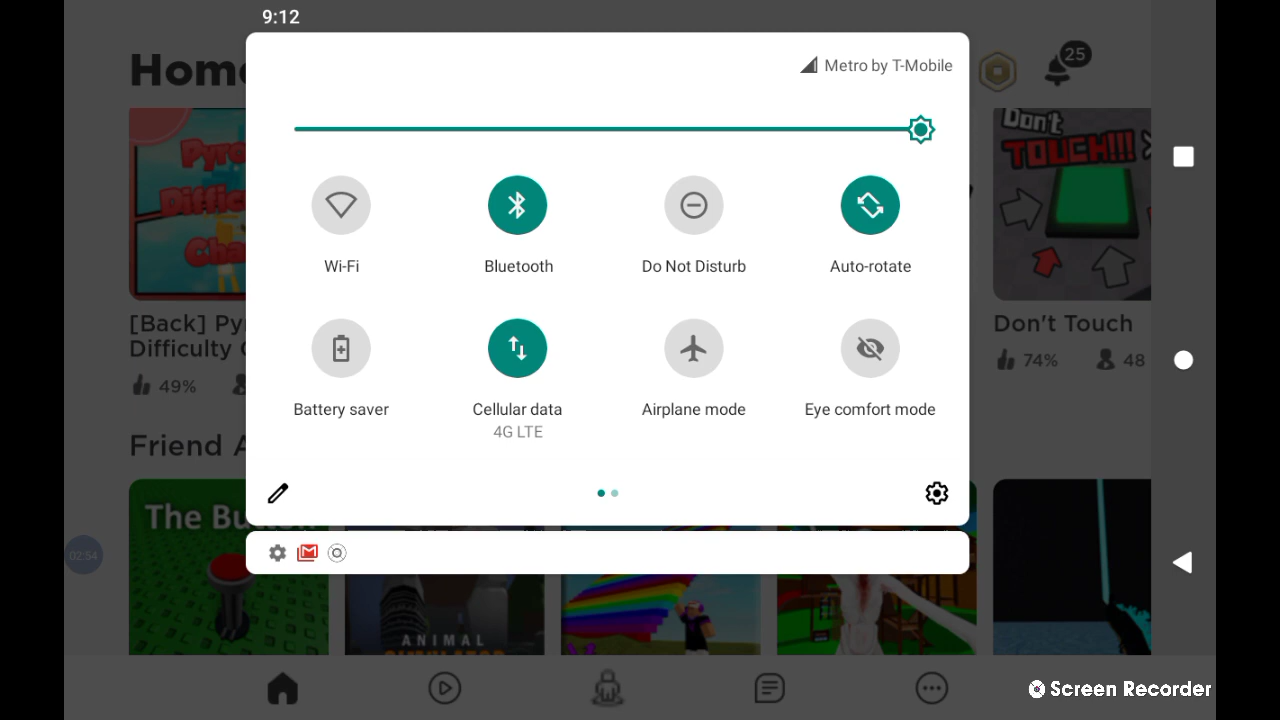 9:12
Home
25
Metro by T-Mobile
Wi-Fi
Bluetooth
Do Not Disturb
Auto-rotate
Battery saver
Cellular data
4G LTE
Airplane mode
Eye comfort mode
Don't
TOUCH!!!
[Back] Py
Difficulty
49%
Don't Touch
74%
48
Friend A
The Bu
02:54
ANIMAL
Screen Recorder